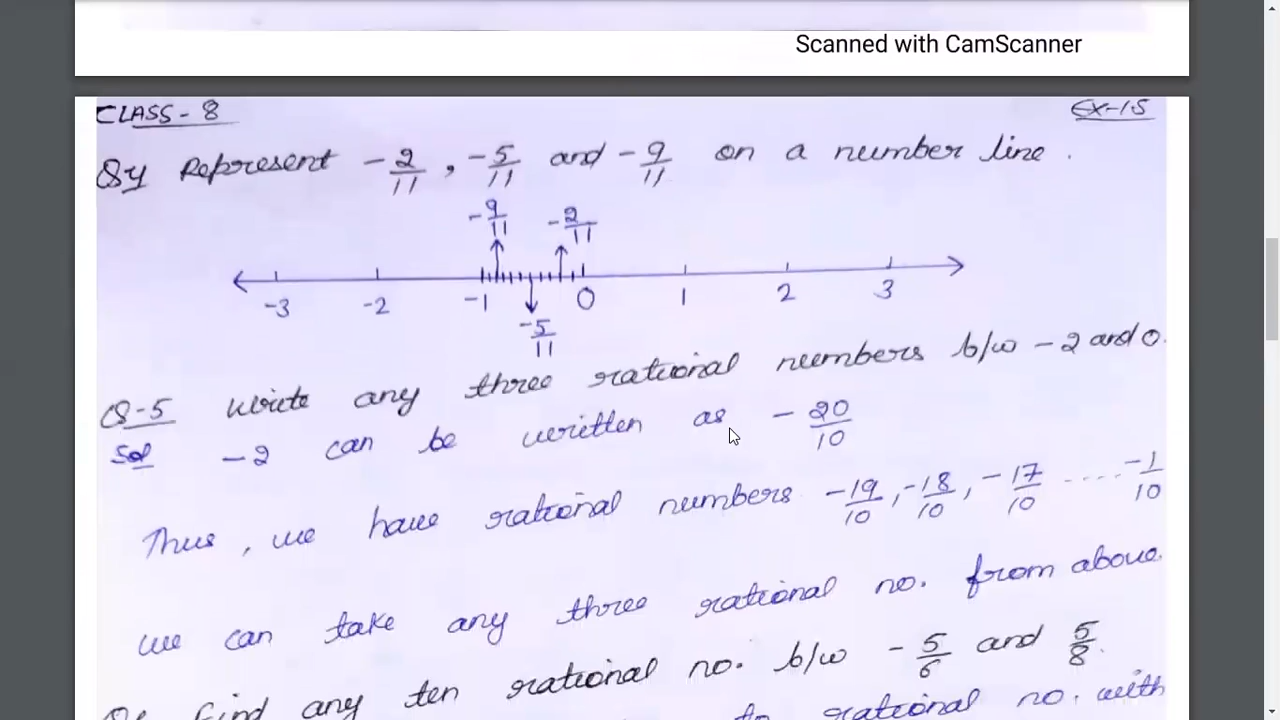 Scanned with CamScanner
CLASS - 8 EX-1.5
Q4 Represent -2/11, -5/11 and -9/11 on a number line.
-9/11 -2/11
-3 -2 -1 0 1 2 3
-5/11
Q-5 Write any three rational numbers b/w -2 and 0.
Sol -2 can be written as -20/10
Thus, we have rational numbers -19/10, -18/10, -17/10 ..... -1/10
we can take any three rational no. from above.
find any ten rational no. b/w -5/6 and 5/8.
rational no. with